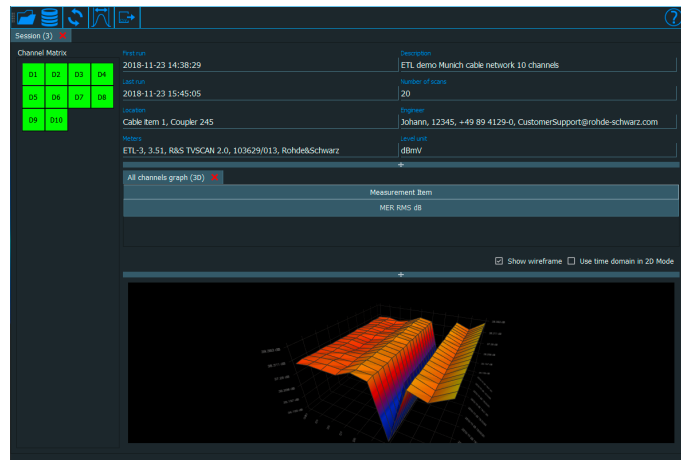 Session (3)
Channel Matrix
D1 D2 D3 D4
D5 D6 D7 D8
D9 D10
First run
2018-11-23 14:38:29
Description
ETL demo Munich cable network 10 channels
Last run
2018-11-23 15:45:05
Number of scans
20
Location
Cable item 1, Coupler 245
Engineer
Johann, 12345, +49 89 4129-0, CustomerSupport@rohde-schwarz.com
Meters
ETL-3, 3.51, R&S TVSCAN 2.0, 103629/013, Rohde&Schwarz
Level unit
dBmV
+
All channels graph (3D)
Measurement Item
MER RMS dB
Show wireframe
Use time domain in 2D Mode
+